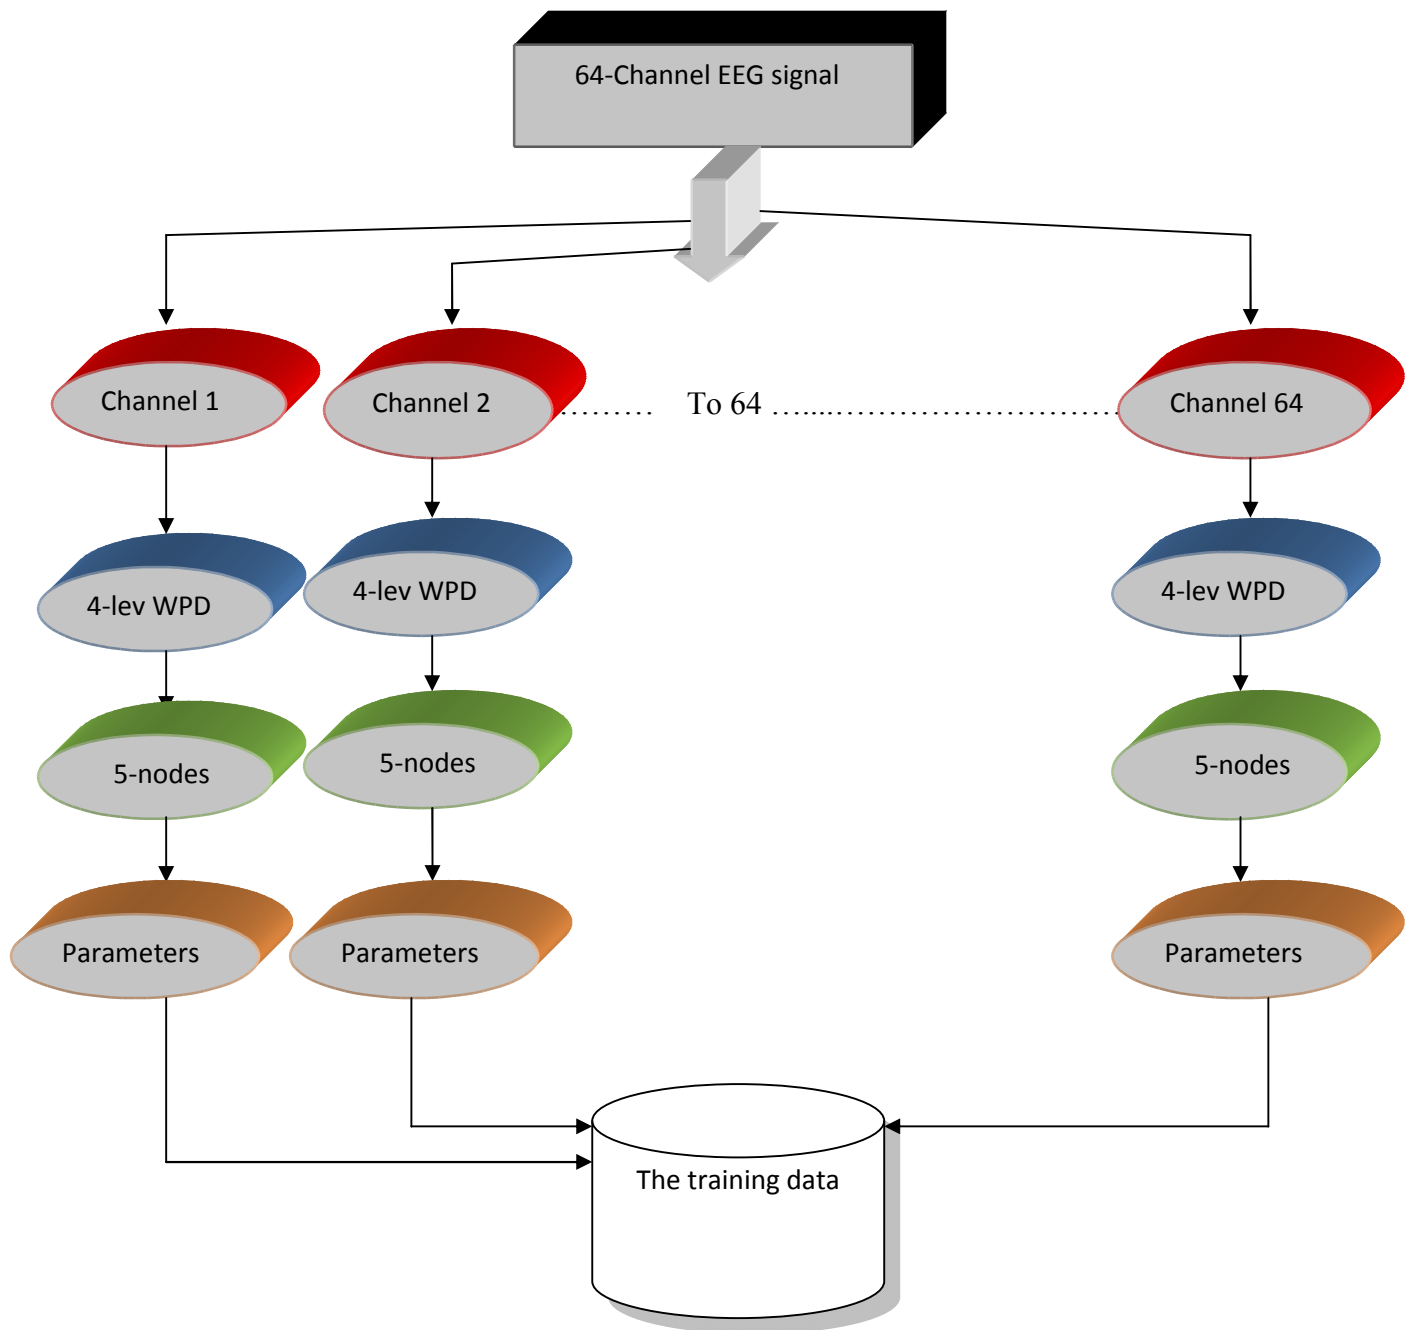 64-Channel EEG signal
Channel 1
Channel 2
......... To 64 ...…………………………
Channel 64
4-lev WPD
4-lev WPD
4-lev WPD
5-nodes
5-nodes
5-nodes
Parameters
Parameters
Parameters
The training data